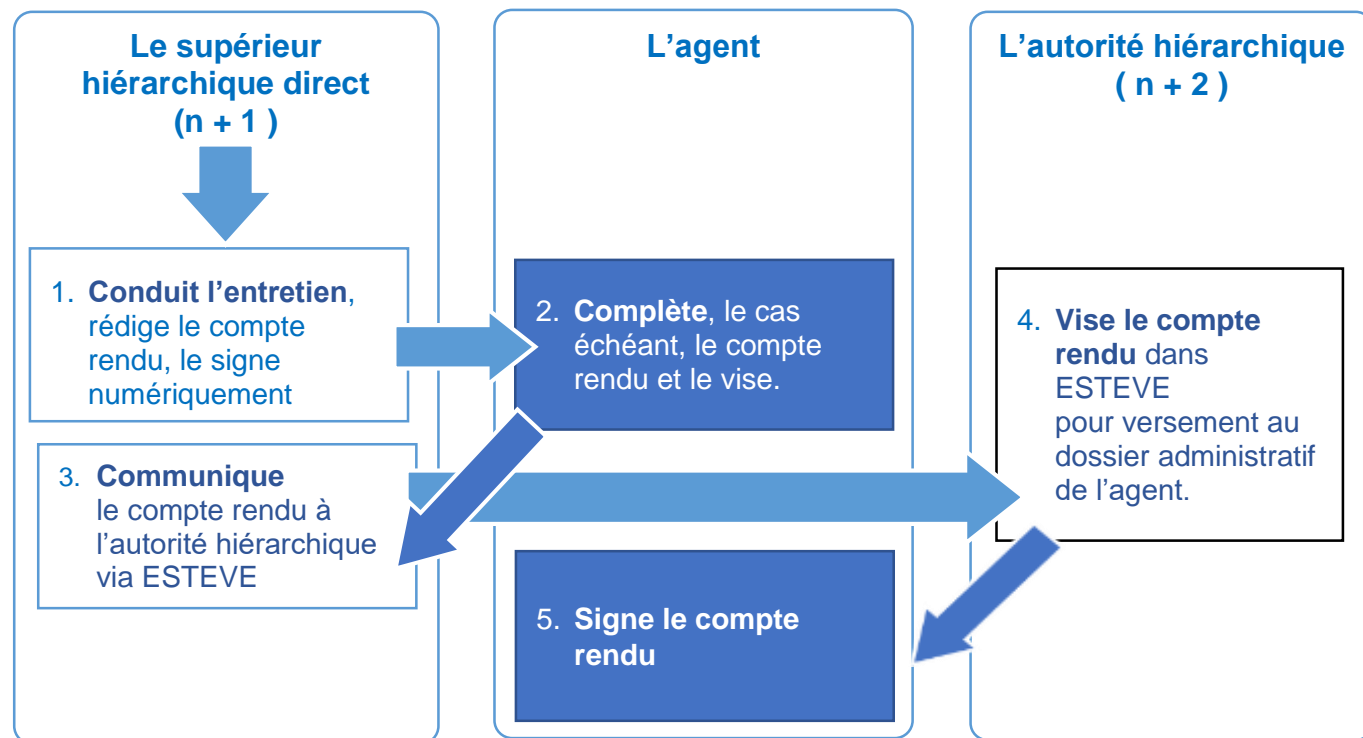 Le supérieur
hiérarchique direct
(n + 1 )
L’agent
L’autorité hiérarchique
( n + 2 )
1. Conduit l’entretien,
rédige le compte
rendu, le signe
numériquement
2. Complète, le cas
échéant, le compte
rendu et le vise.
3. Communique
le compte rendu à
l’autorité hiérarchique
via ESTEVE
4. Vise le compte
rendu dans
ESTEVE
pour versement au
dossier administratif
de l’agent.
5. Signe le compte
rendu